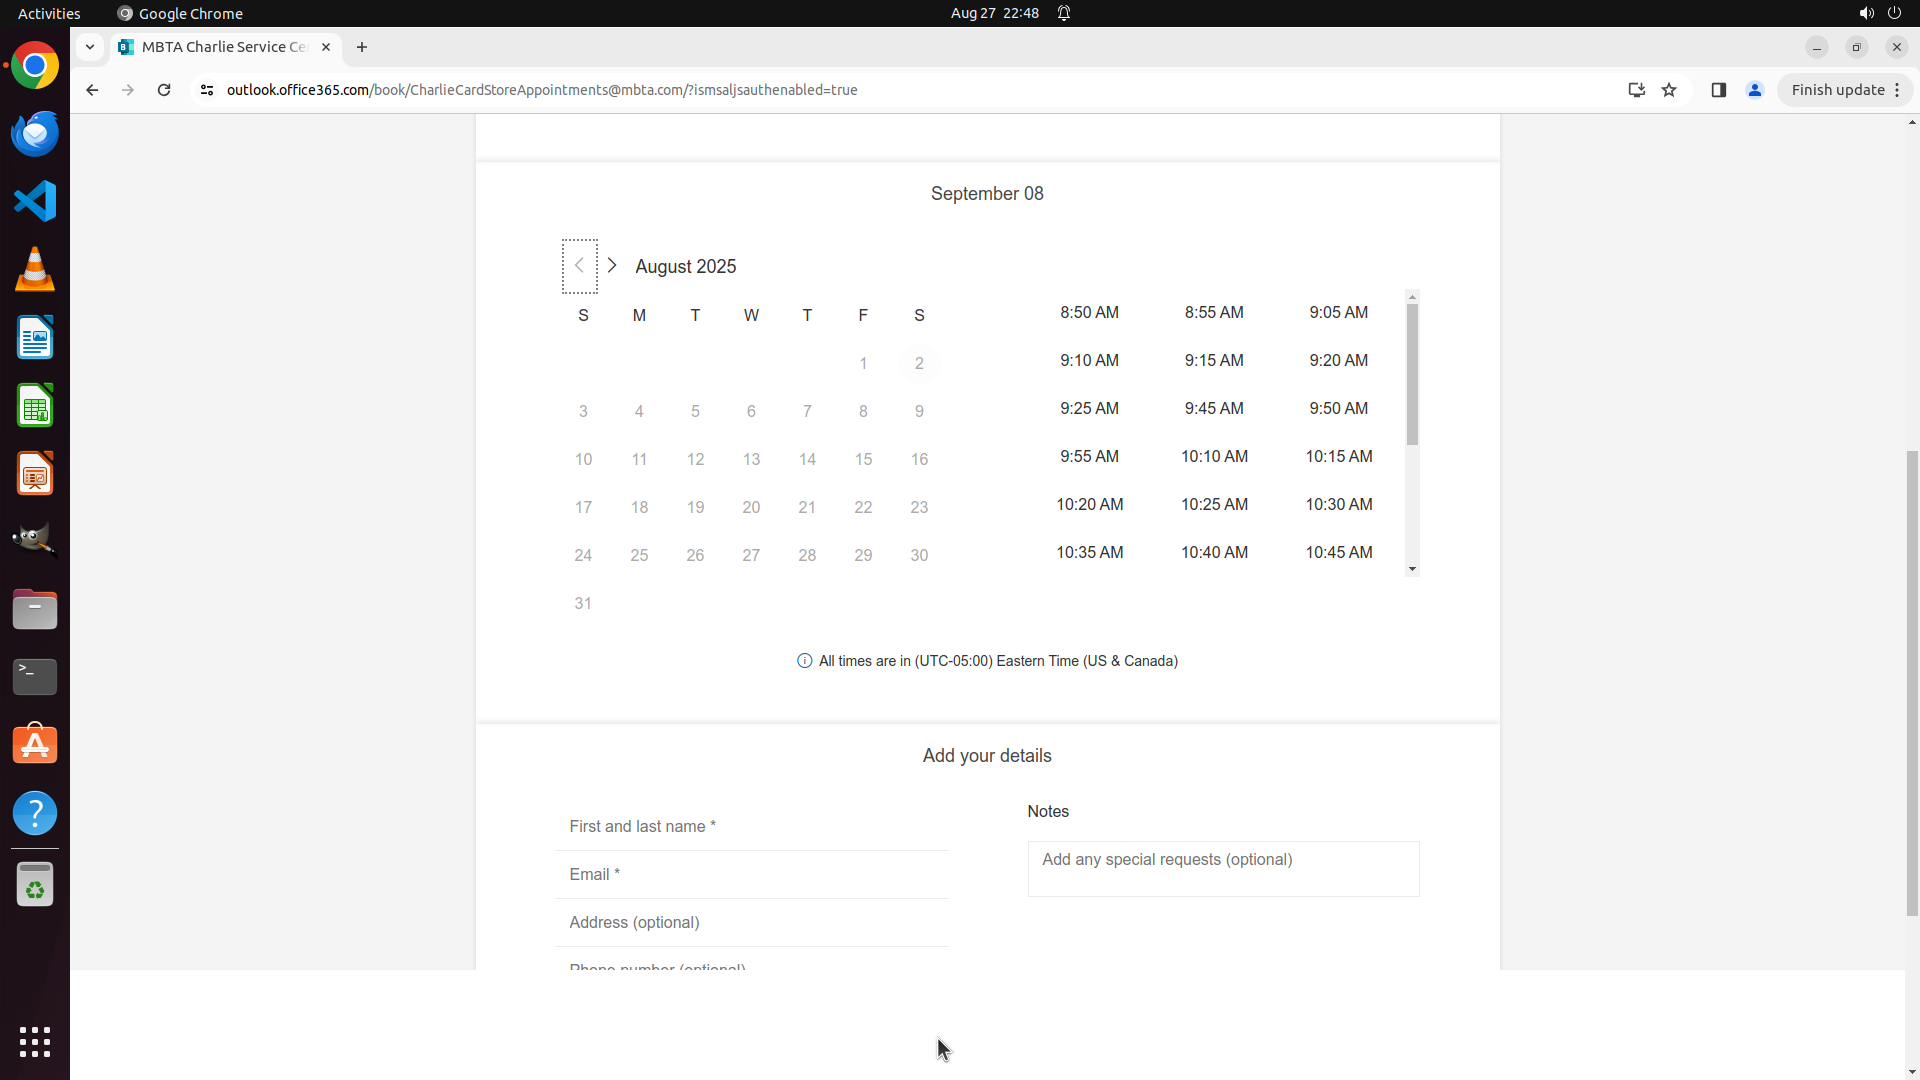 Activities
Google Chrome
Aug 27 22:48
MBTA Charlie Service Ce
outlook.office365.com/book/CharlieCardStoreAppointments@mbta.com/?ismsaljsauthenabled=true
Finish update
September 08
August 2025
S M T W T F S
1 2
3 4 5 6 7 8 9
10 11 12 13 14 15 16
17 18 19 20 21 22 23
24 25 26 27 28 29 30
31
8:50 AM 8:55 AM 9:05 AM
9:10 AM 9:15 AM 9:20 AM
9:25 AM 9:45 AM 9:50 AM
9:55 AM 10:10 AM 10:15 AM
10:20 AM 10:25 AM 10:30 AM
10:35 AM 10:40 AM 10:45 AM
All times are in (UTC-05:00) Eastern Time (US & Canada)
Add your details
First and last name *
Email *
Address (optional)
Phone number (optional)
Notes
Add any special requests (optional)